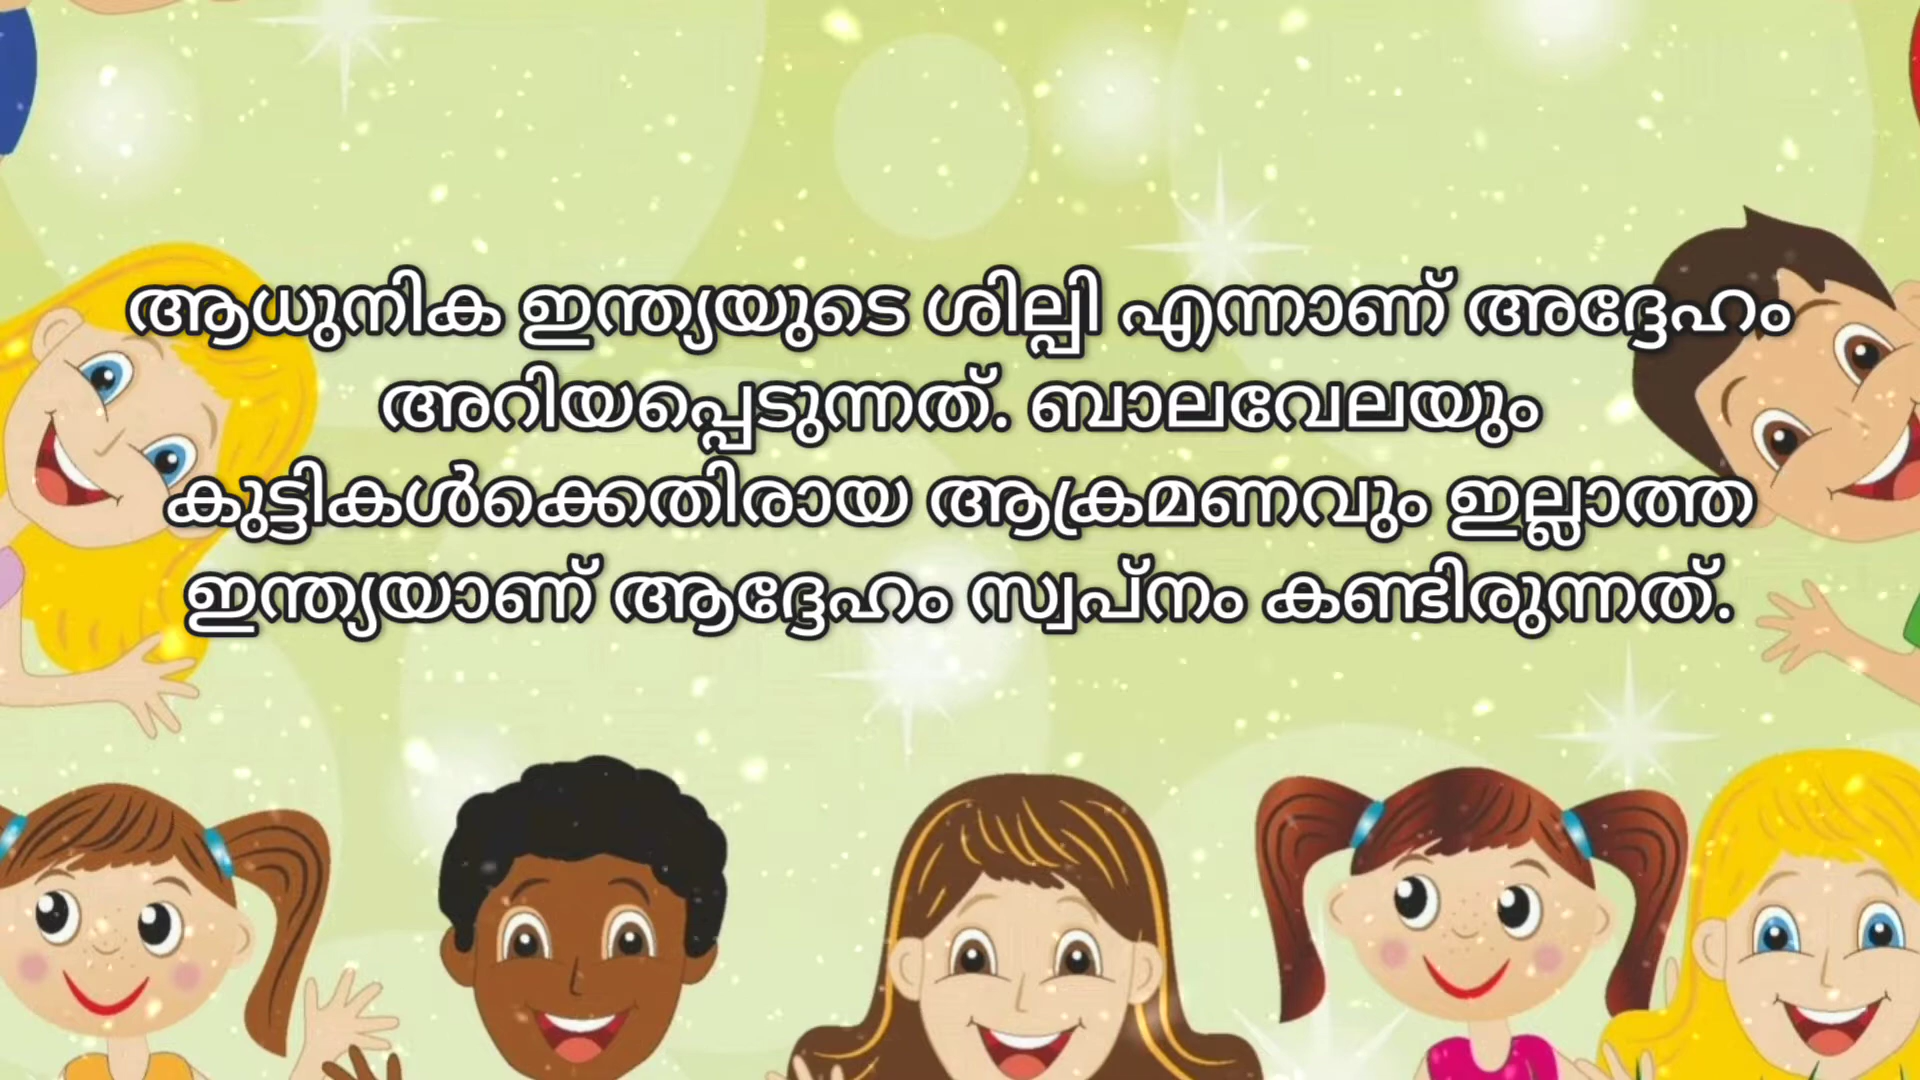 ആധുനിക ഇന്ത്യയുടെ ശില്പി എന്നാണ് അദ്ദേഹം
അറിയപ്പെടുന്നത്. ബാലവേലയും
കുട്ടികൾക്കെതിരായ ആക്രമണവും ഇല്ലാത്ത
ഇന്ത്യയാണ് ആദ്ദേഹം സ്വപ്നം കണ്ടിരുന്നത്.